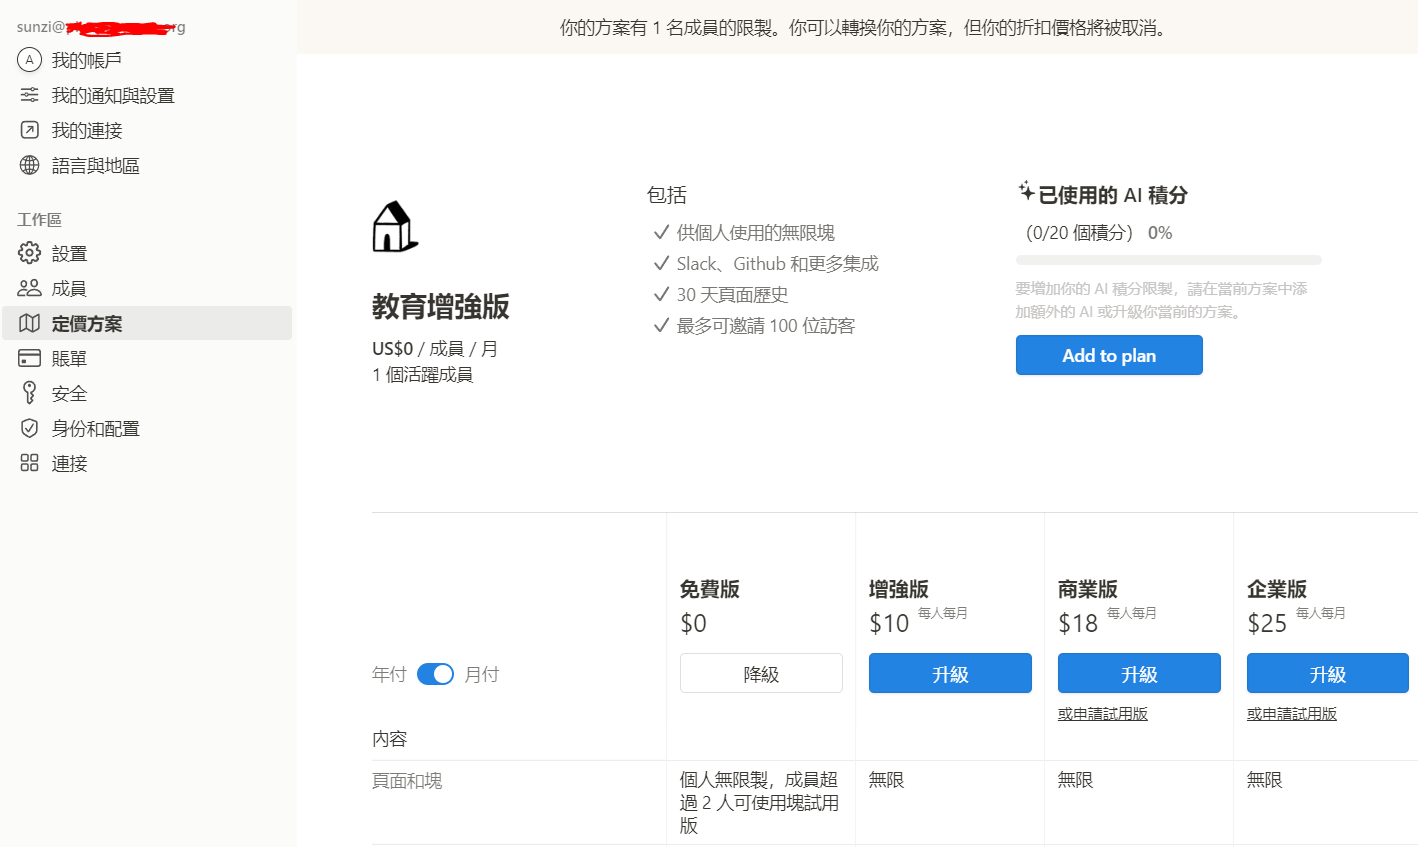 sunzi@
rg
我的帳戶
A
我的通知與設置
我的連接
語言與地區
工作區
設置
成員
定價方案
賬單
安全
身份和配置
連接
你的方案有 1 名成員的限製。你可以轉換你的方案，但你的折扣價格將被取消。
教育增強版
US$0 / 成員 / 月
1 個活躍成員
包括
供個人使用的無限塊
Slack、Github 和更多集成
30 天頁面歷史
最多可邀請 100 位訪客
已使用的 AI 積分
（0/20 個積分） 0%
要增加你的 AI 積分限製，請在當前方案中添
加額外的 AI 或升級你當前的方案。
Add to plan
年付 月付
免費版
$0
降級
增強版
$10 每人每月
升級
商業版
$18 每人每月
升級
或申請試用版
企業版
$25 每人每月
升級
或申請試用版
內容
頁面和塊
個人無限製，成員超
過 2 人可使用塊試用
版
無限
無限
無限